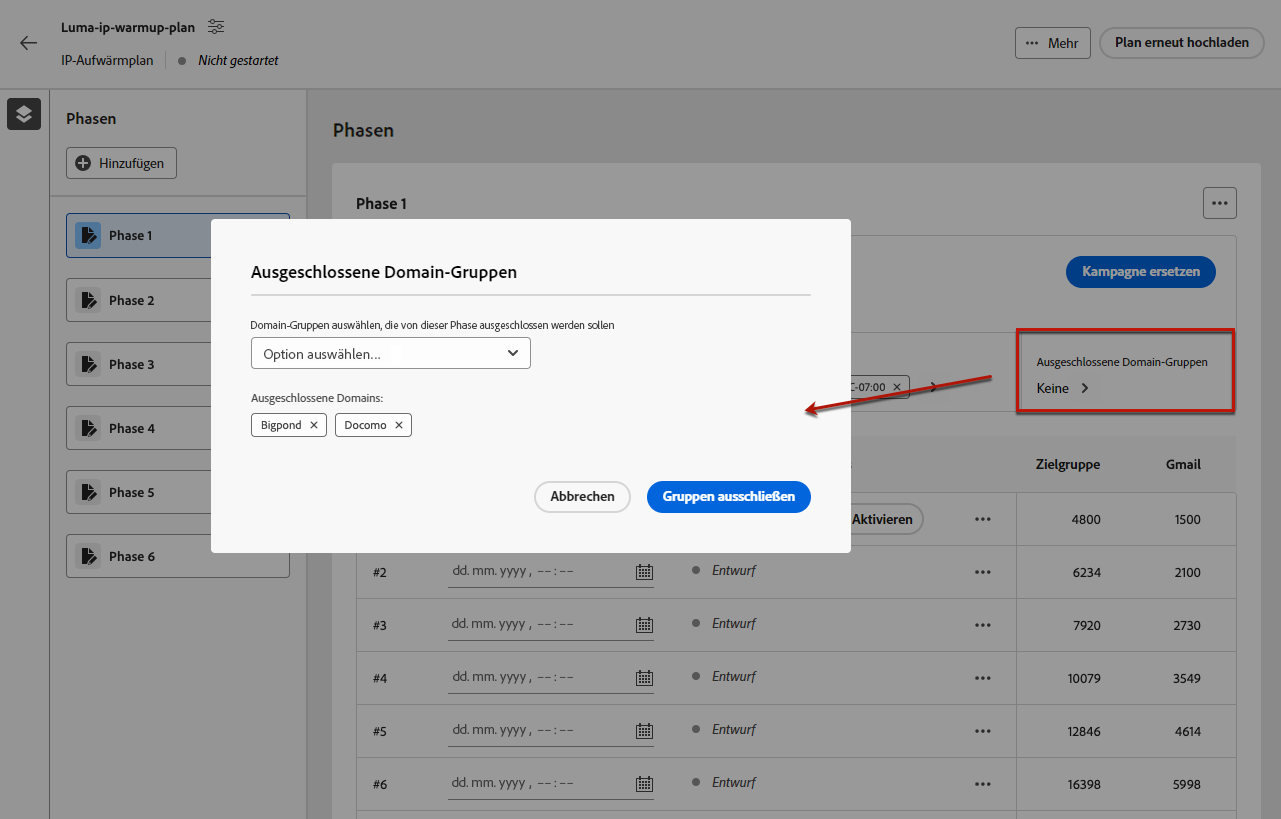 Luma-ip-warmup-plan
IP-Aufwärmplan
Nicht gestartet
Mehr
Plan erneut hochladen
Phasen
Hinzufügen
Phase 1
Phase 2
Phase 3
Phase 4
Phase 5
Phase 6
Phasen
Phase 1
Kampagne ersetzen
Ausgeschlossene Domain-Gruppen
Keine
-07:00
Ausgeschlossene Domain-Gruppen
Domain-Gruppen auswählen, die von dieser Phase ausgeschlossen werden sollen
Option auswählen...
Ausgeschlossene Domains:
Bigpond
Docomo
Abbrechen
Gruppen ausschließen
Zielgruppe Gmail
Aktivieren 4800 1500
#2 dd. mm. yyyy , --:-- Entwurf 6234 2100
#3 dd. mm. yyyy , --:-- Entwurf 7920 2730
#4 dd. mm. yyyy , --:-- Entwurf 10079 3549
#5 dd. mm. yyyy , --:-- Entwurf 12846 4614
#6 dd. mm. yyyy , --:-- Entwurf 16398 5998